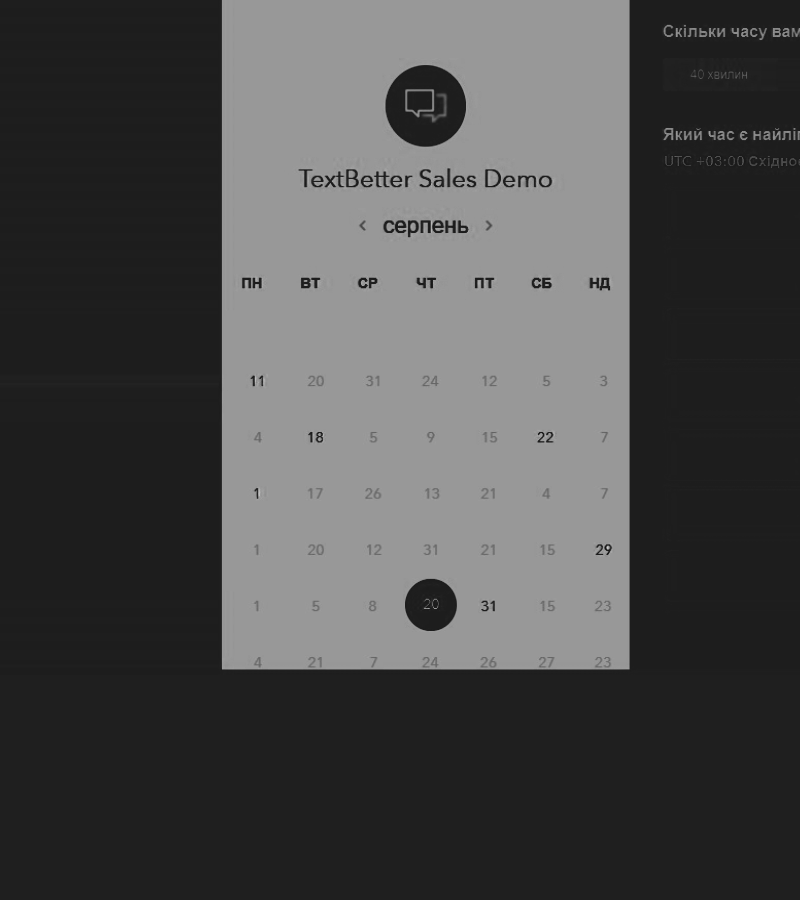 TextBetter Sales Demo
серпень
ПН ВТ СР ЧТ ПТ СБ НД
11 20 31 24 12 5 3
4 18 5 9 15 22 7
1 17 26 13 21 4 7
1 20 12 31 21 15 29
1 5 8 20 31 15 23
4 21 7 24 26 27 23
Скільки часу вам
40 хвилин
Який час є
UTC +03:00